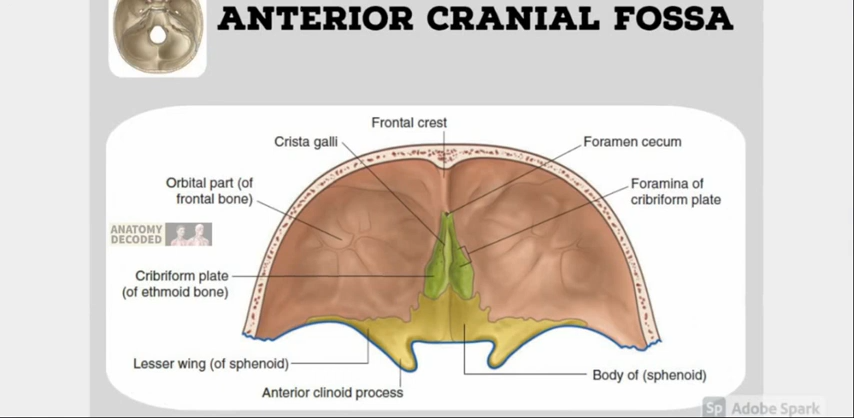 ANTERIOR CRANIAL FOSSA
Frontal crest
Crista galli
Foramen cecum
Orbital part (of
frontal bone)
Foramina of
cribriform plate
ANATOMY
DECODED
Cribriform plate
(of ethmoid bone)
Lesser wing (of sphenoid)
Body of (sphenoid)
Anterior clinoid process
Sp Adobe Spark